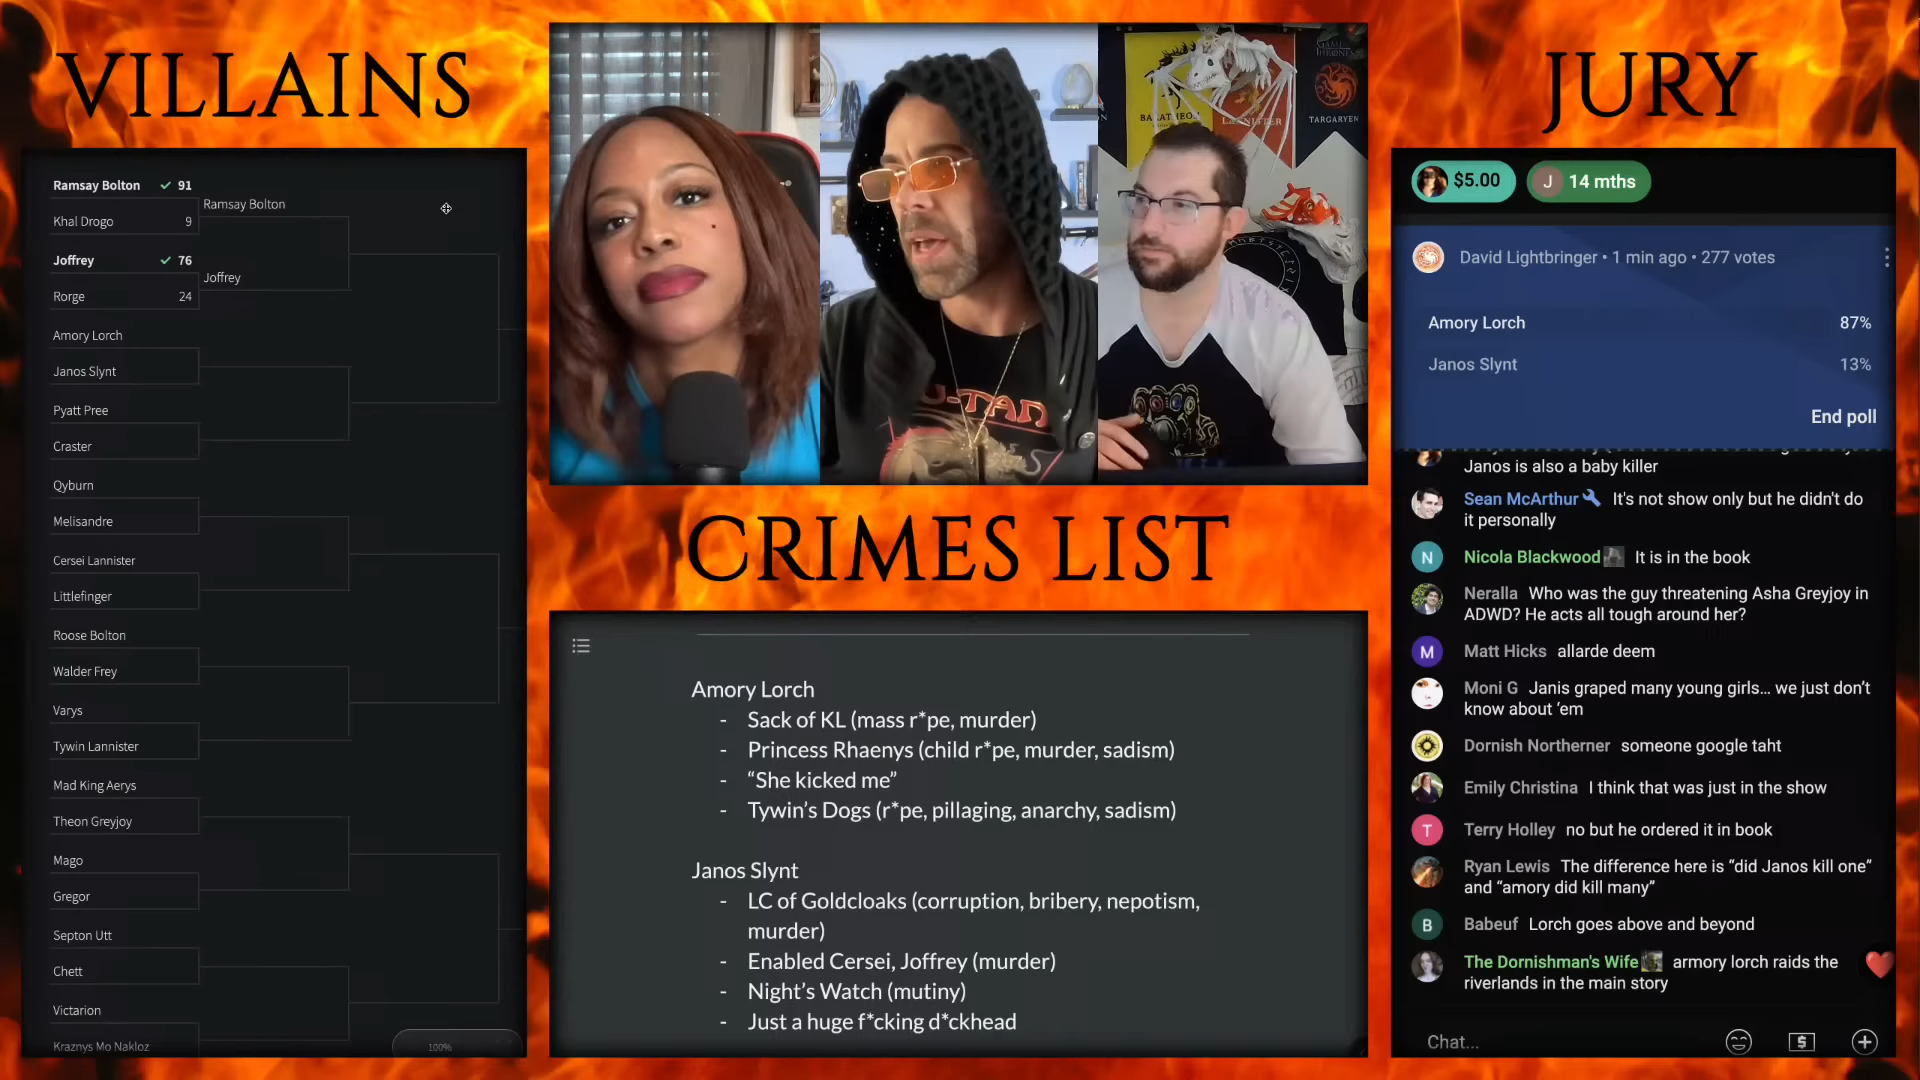 VILLAINS
Ramsay Bolton 91
Khal Drogo 9
Ramsay Bolton
Joffrey 76
Rorge 24
Joffrey
Amory Lorch
Janos Slynt
Pyatt Pree
Craster
Qyburn
Melisandre
Cersei Lannister
Littlefinger
Roose Bolton
Walder Frey
Varys
Tywin Lannister
Mad King Aerys
Theon Greyjoy
Mago
Gregor
Septon Utt
Chett
Victarion
Kraznys Mo Nakloz
100%
BARATHEON
LANNISTER
GAME THRONES
TARGARYEN
U-TAN
CRIMES LIST
Amory Lorch
- Sack of KL (mass r*pe, murder)
- Princess Rhaenys (child r*pe, murder, sadism)
- “She kicked me”
- Tywin’s Dogs (r*pe, pillaging, anarchy, sadism)
Janos Slynt
- LC of Goldcloaks (corruption, bribery, nepotism,
murder)
- Enabled Cersei, Joffrey (murder)
- Night’s Watch (mutiny)
- Just a huge f*cking d*ckhead
JURY
$5.00
J 14 mths
David Lightbringer • 1 min ago • 277 votes
Amory Lorch 87%
Janos Slynt 13%
End poll
Janos is also a baby killer
Sean McArthur It's not show only but he didn't do
it personally
N Nicola Blackwood It is in the book
Neralla Who was the guy threatening Asha Greyjoy in
ADWD? He acts all tough around her?
M Matt Hicks allarde deem
Moni G Janis graped many young girls... we just don’t
know about ‘em
Dornish Northerner someone google taht
Emily Christina I think that was just in the show
T Terry Holley no but he ordered it in book
Ryan Lewis The difference here is “did Janos kill one”
and “amory did kill many”
B Babeuf Lorch goes above and beyond
The Dornishman's Wife armory lorch raids the
riverlands in the main story
Chat...
$